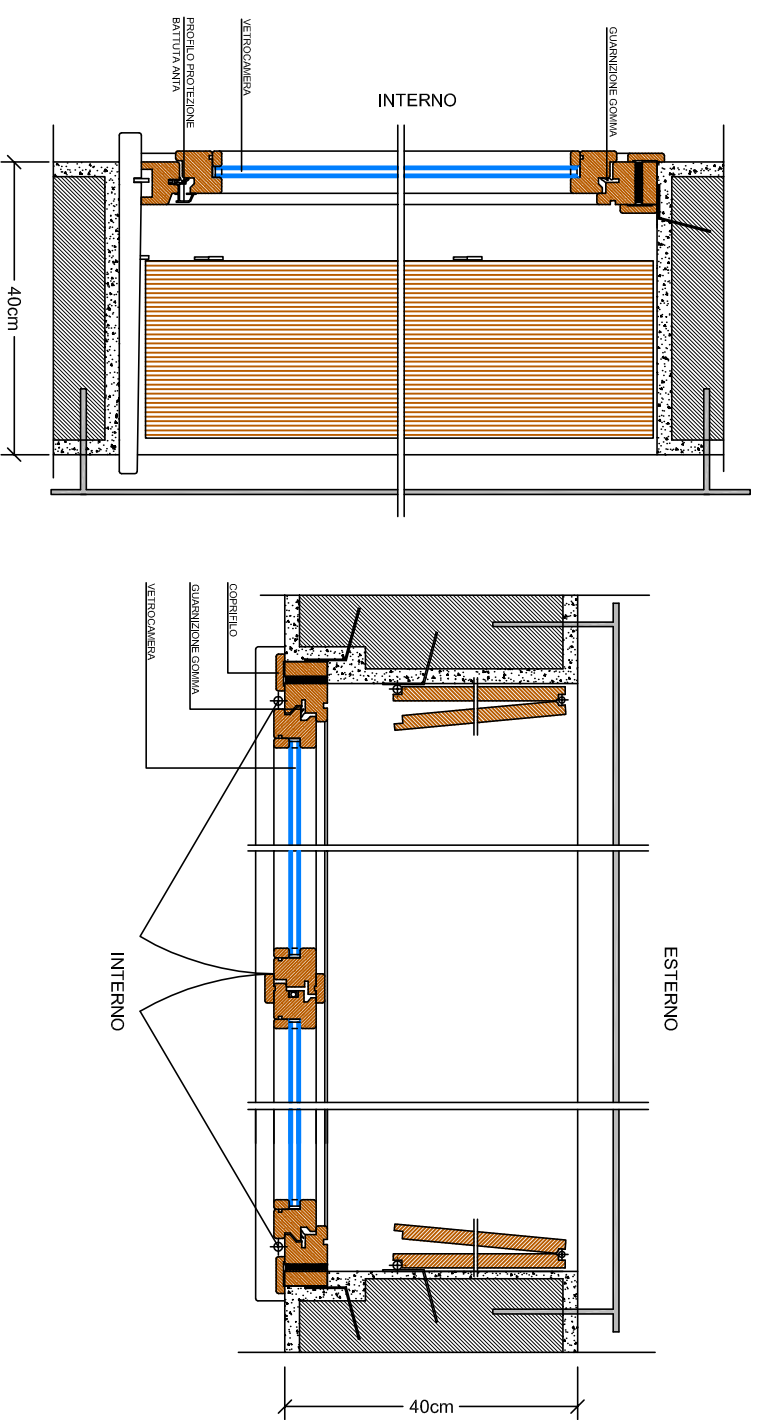 GUARNIZIONE GOMMA
VETROCAMERA
PROFILO PROTEZIONE
BATTUTA ANTA
INTERNO
40cm
COPRIFILO
GUARNIZIONE GOMMA
VETROCAMERA
ESTERNO
INTERNO
40cm